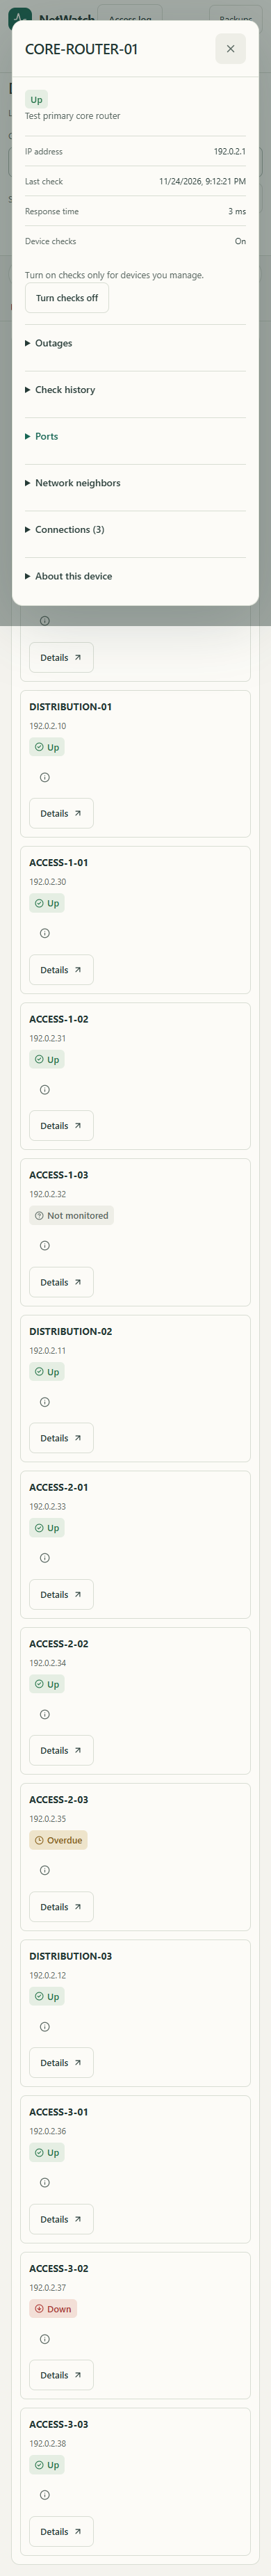 NetWatch
Access log
Backups
CORE-ROUTER-01
Up
Test primary core router
IP address
192.0.2.1
Last check
11/24/2026, 9:12:21 PM
Response time
3 ms
Device checks
On
Turn on checks only for devices you manage.
Turn checks off
Outages
Check history
Ports
Network neighbors
Connections (3)
About this device
Details
DISTRIBUTION-01
192.0.2.10
Up
Details
ACCESS-1-01
192.0.2.30
Up
Details
ACCESS-1-02
192.0.2.31
Up
Details
ACCESS-1-03
192.0.2.32
Not monitored
Details
DISTRIBUTION-02
192.0.2.11
Up
Details
ACCESS-2-01
192.0.2.33
Up
Details
ACCESS-2-02
192.0.2.34
Up
Details
ACCESS-2-03
192.0.2.35
Overdue
Details
DISTRIBUTION-03
192.0.2.12
Up
Details
ACCESS-3-01
192.0.2.36
Up
Details
ACCESS-3-02
192.0.2.37
Down
Details
ACCESS-3-03
192.0.2.38
Up
Details